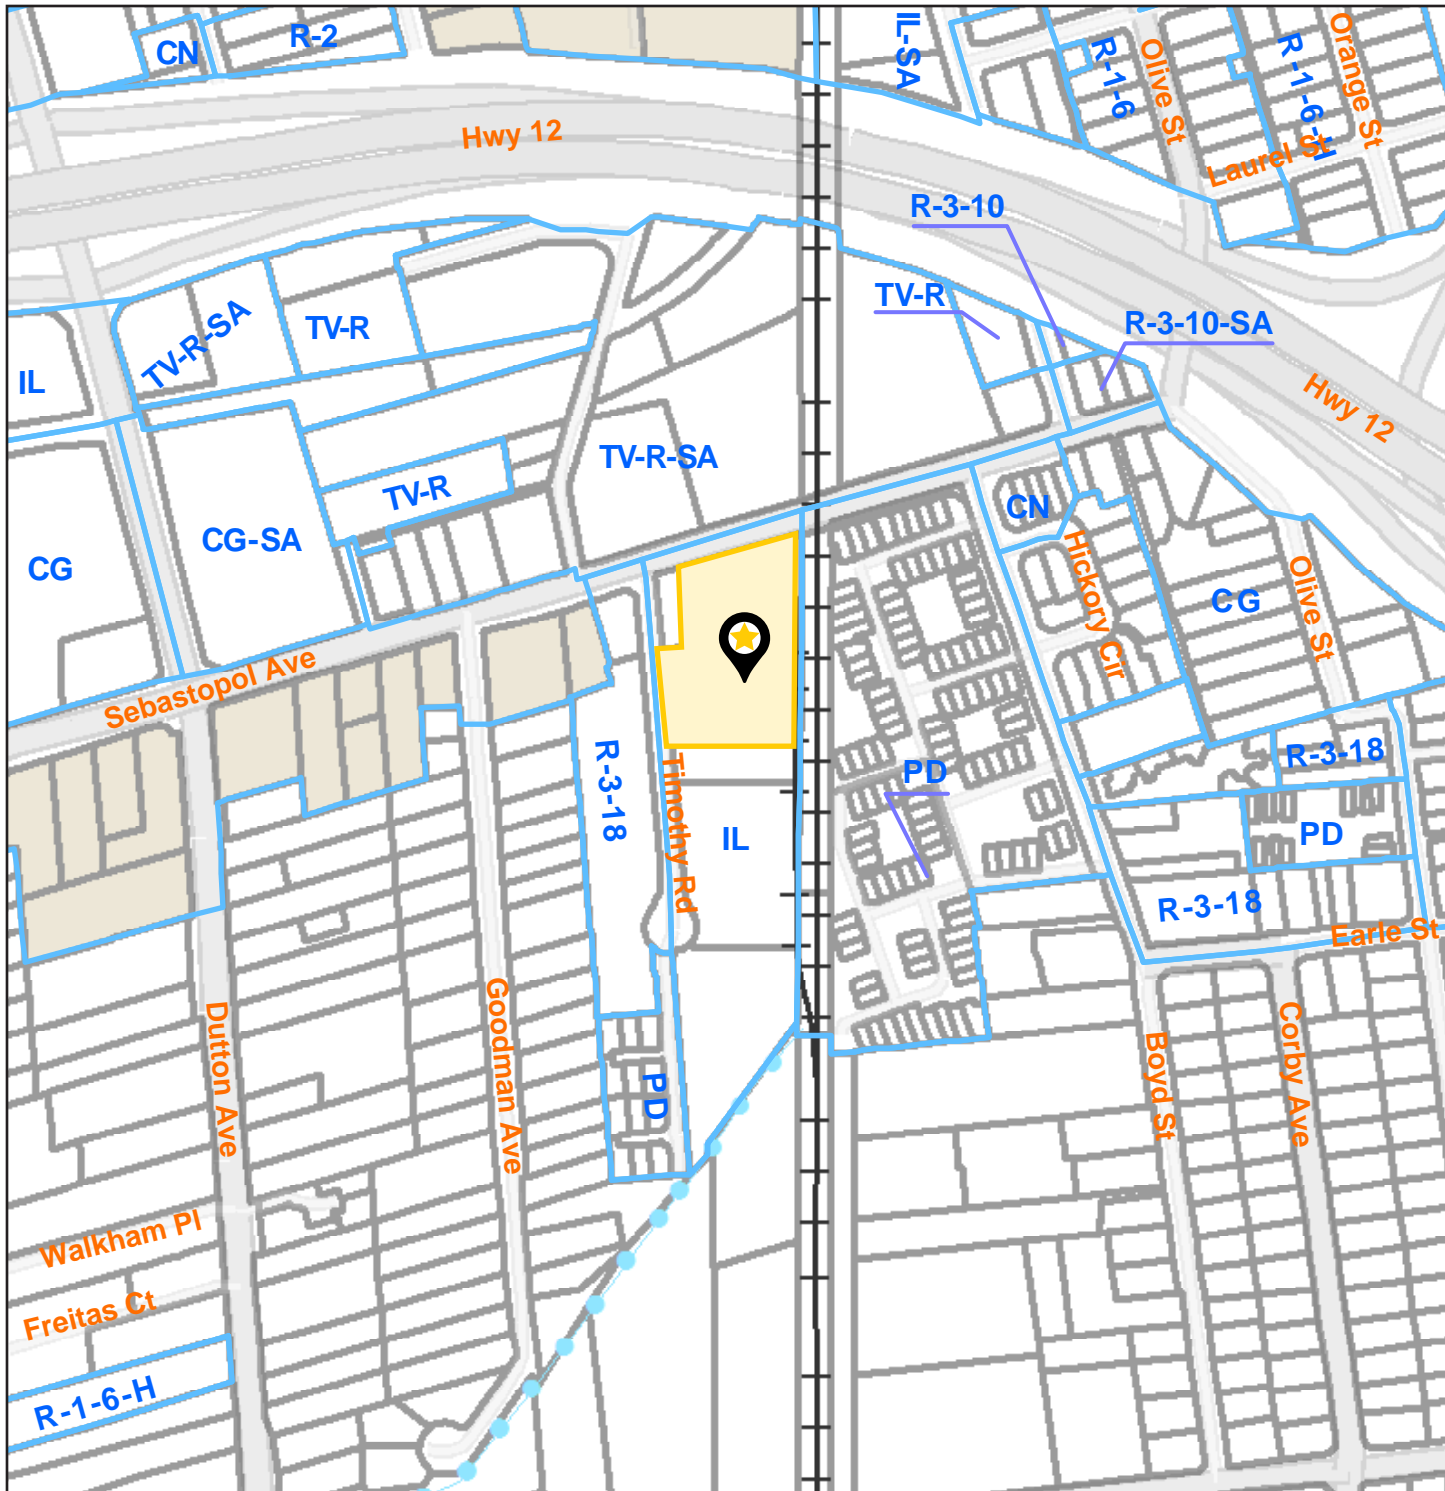 CN
R-2
IL-SA
R-1-6
Olive St
R-1-6-H
Orange St
Hwy 12
Laurel St
R-3-10
TV-R
R-3-10-SA
TV-R-SA
TV-R
IL
Hwy 12
TV-R-SA
TV-R
CG-SA
CG
CN
Hickory Cir
CG
Olive St
Sebastopol Ave
R-3-18
Timothy Rd
IL
PD
R-3-18
PD
R-3-18
Earle St
Dutton Ave
Goodman Ave
PD
Boyd St
Corby Ave
Walkham Pl
Freitas Ct
R-1-6-H